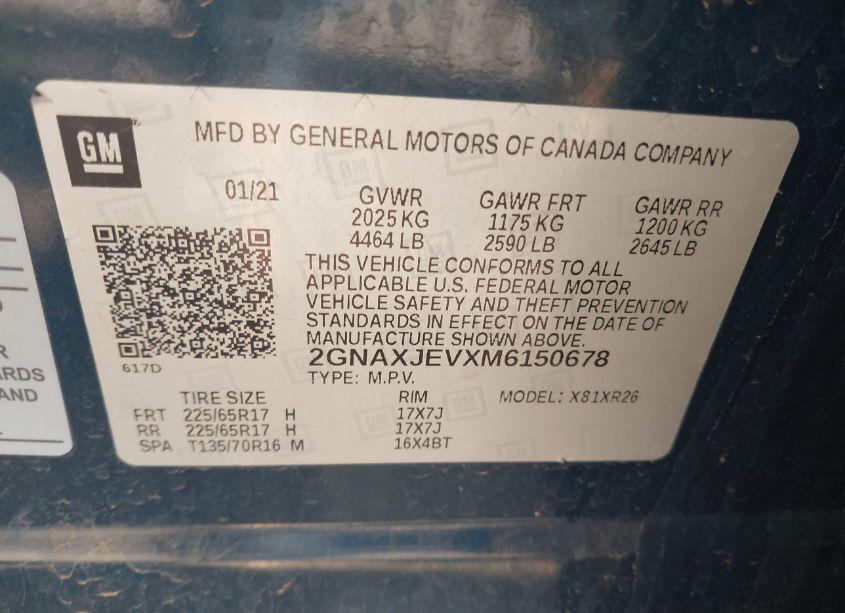 GM
MFD BY GENERAL MOTORS OF CANADA COMPANY
01/21
GVWR
2025 KG
4464 LB
GAWR FRT
1175 KG
2590 LB
GAWR RR
1200 KG
2645 LB
THIS VEHICLE CONFORMS TO ALL
APPLICABLE U.S. FEDERAL MOTOR
VEHICLE SAFETY AND THEFT PREVENTION
STANDARDS IN EFFECT ON THE DATE OF
MANUFACTURE SHOWN ABOVE.
2GNAXJEVXM6150678
617D
TYPE: M.P.V.
MODEL: X81XR26
TIRE SIZE RIM
FRT 225/65R17 H 17X7J
RR 225/65R17 H 17X7J
SPA T135/70R16 M 16X4BT
ARDS
AND